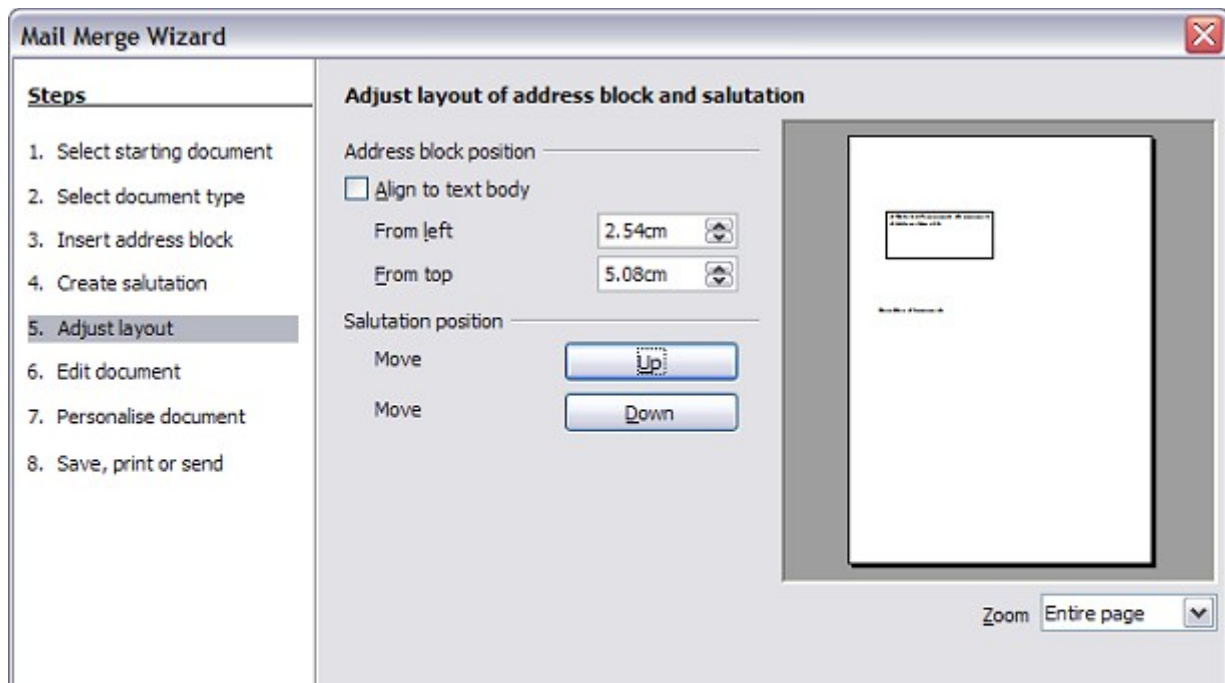 Mail Merge Wizard
Steps
1. Select starting document
2. Select document type
3. Insert address block
4. Create salutation
5. Adjust layout
6. Edit document
7. Personalise document
8. Save, print or send
Adjust layout of address block and salutation
Address block position
Align to text body
From left 2.54cm
From top 5.08cm
Salutation position
Move Up
Move Down
Zoom Entire page